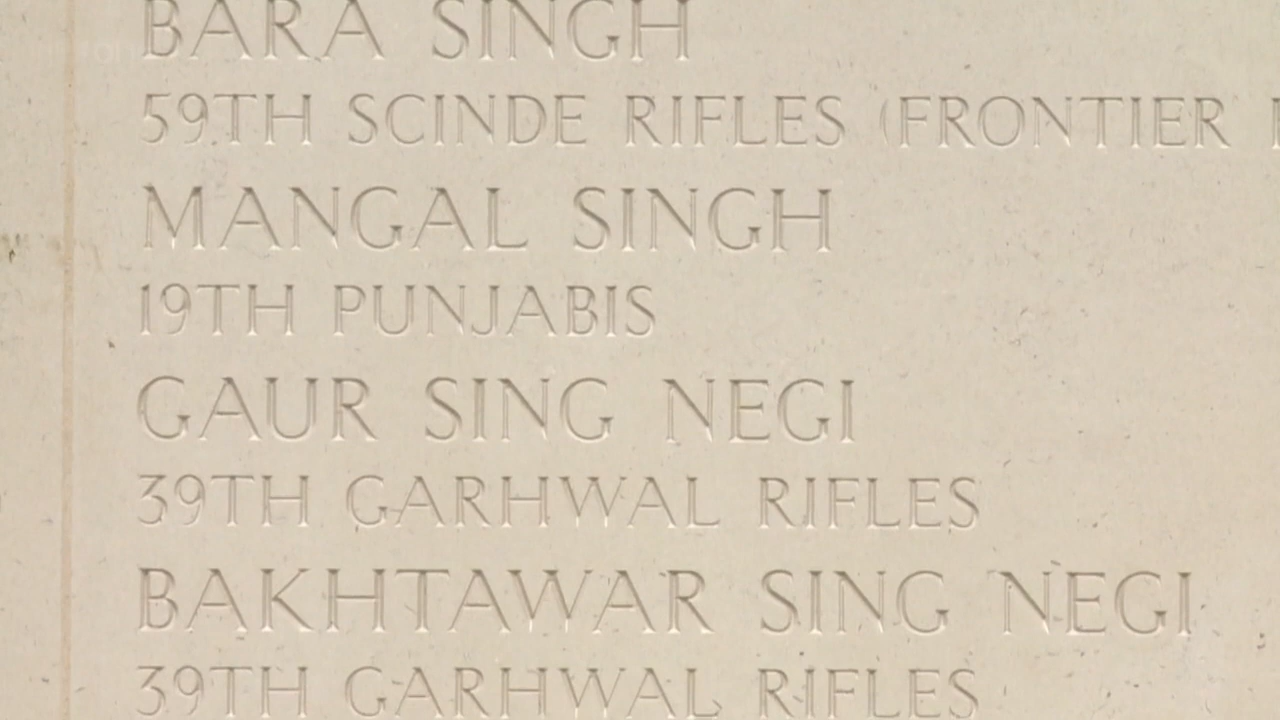 BARA SINGH
59TH SCINDE RIFLES (FRONTIER
MANGAL SINGH
19TH PUNJABIS
GAUR SING NEGI
39TH GARHWAL RIFLES
BAKHTAWAR SING NEGI
39TH GARHWAL RIFLES